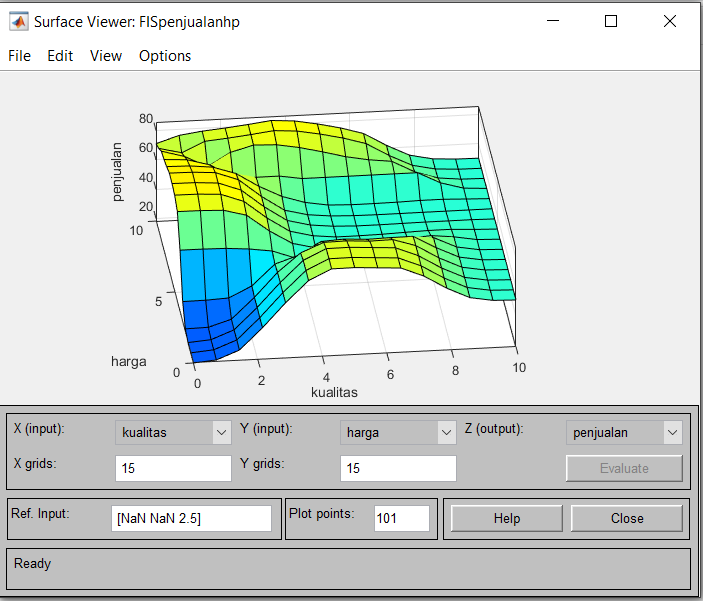 Surface Viewer: FISpenjualanhp
File Edit View Options
penjualan
80
60
40
20
10
5
0
harga
0
2
4
6
8
10
kualitas
X (input): kualitas Y (input): harga Z (output): penjualan
X grids: 15 Y grids: 15 Evaluate
Ref. Input: [NaN NaN 2.5] Plot points: 101 Help Close
Ready